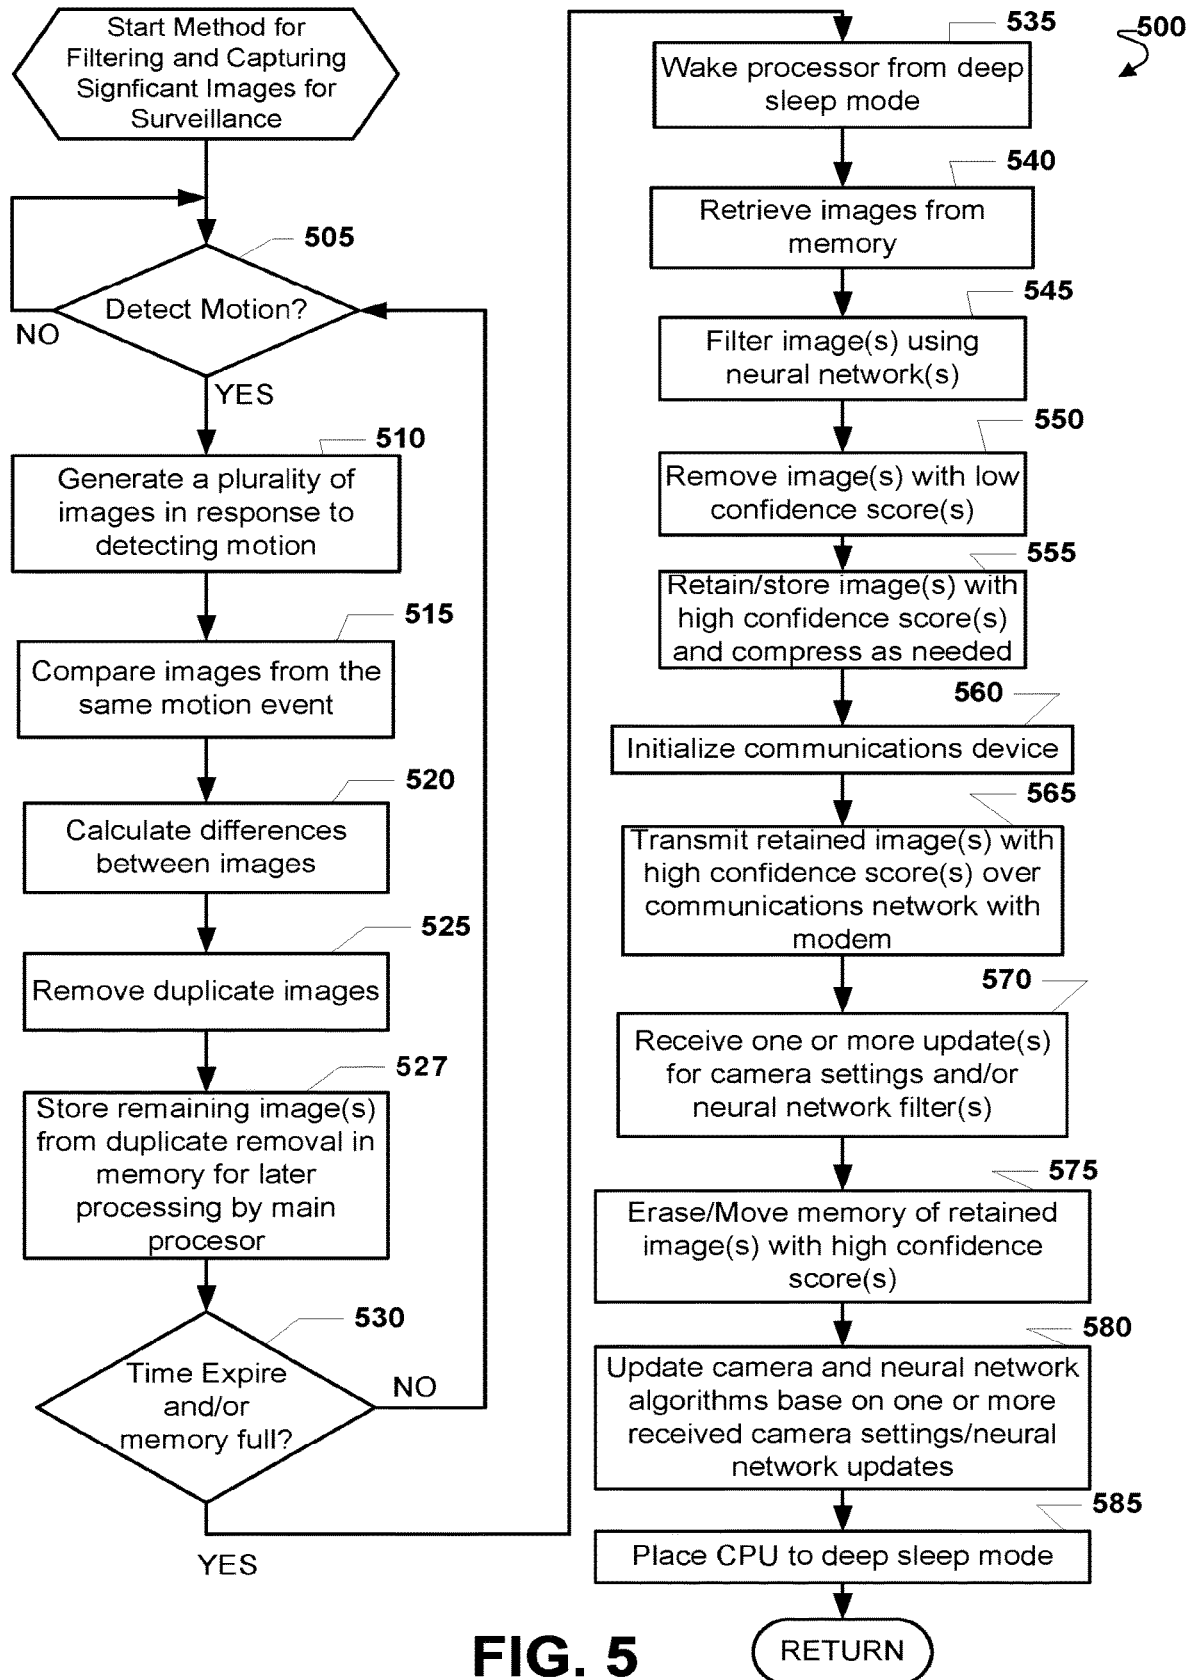 Start Method for
Filtering and Capturing
Signficant Images for
Surveillance
505
Detect Motion?
NO
YES
510
Generate a plurality of
images in response to
detecting motion
515
Compare images from the
same motion event
520
Calculate differences
between images
525
Remove duplicate images
527
Store remaining image(s)
from duplicate removal in
memory for later
processing by main
procesor
530
Time Expire
and/or
memory full?
NO
YES
500
535
Wake processor from deep
sleep mode
540
Retrieve images from
memory
545
Filter image(s) using
neural network(s)
550
Remove image(s) with low
confidence score(s)
555
Retain/store image(s) with
high confidence score(s)
and compress as needed
560
Initialize communications device
565
Transmit retained image(s) with
high confidence score(s) over
communications network with
modem
570
Receive one or more update(s)
for camera settings and/or
neural network filter(s)
575
Erase/Move memory of retained
image(s) with high confidence
score(s)
580
Update camera and neural network
algorithms base on one or more
received camera settings/neural
network updates
585
Place CPU to deep sleep mode
RETURN
FIG. 5